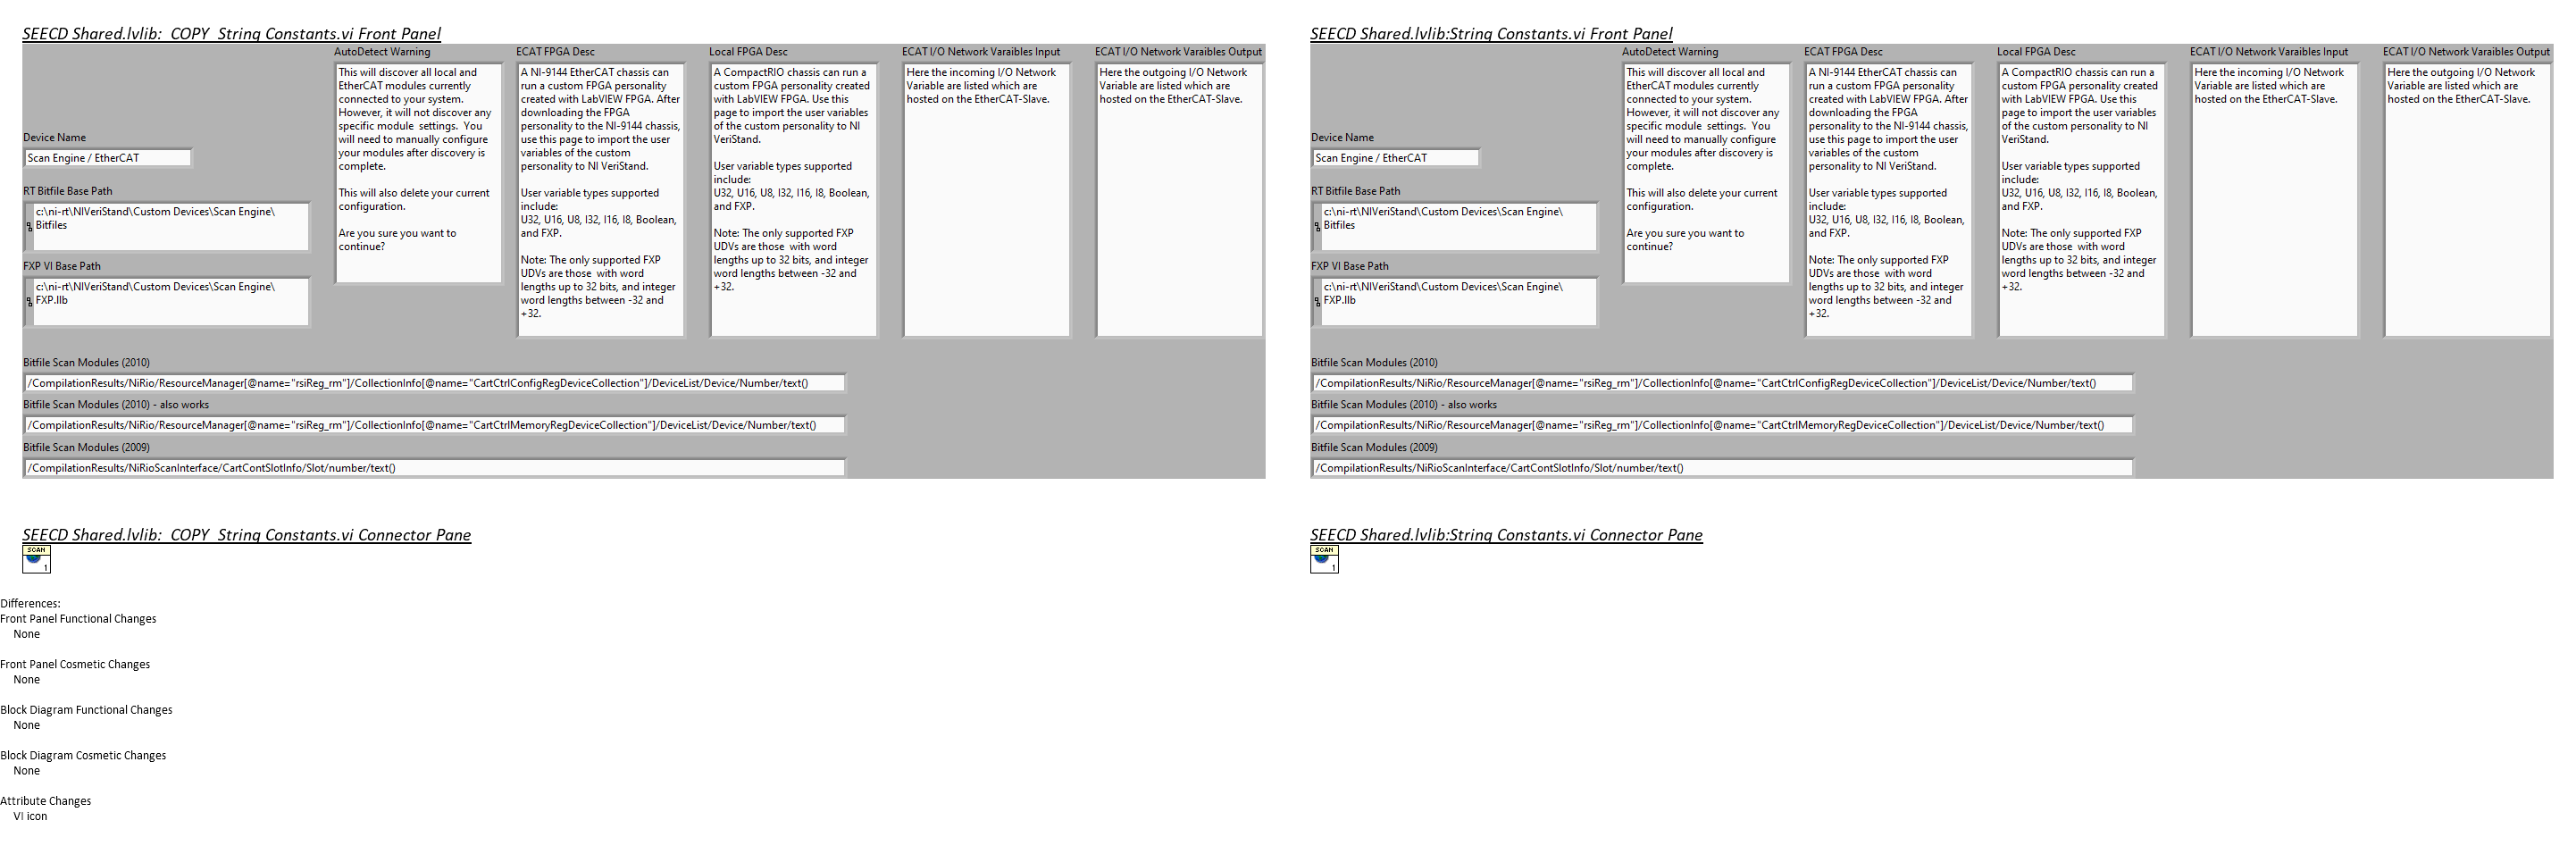 SEECD Shared.lvlib:_COPY_String Constants.vi Front Panel
AutoDetect Warning
This will discover all local and
EtherCAT modules currently
connected to your system.
However, it will not discover any
specific module  settings.  You
will need to manually configure
your modules after discovery is
complete.
This will also delete your current
configuration.
Are you sure you want to
continue?
ECAT FPGA Desc
A NI-9144 EtherCAT chassis can
run a custom FPGA personality
created with LabVIEW FPGA. After
downloading the FPGA
personality to the NI-9144 chassis,
use this page to import the user
variables of the custom
personality to NI VeriStand.
User variable types supported
include:
U32, U16, U8, I32, I16, I8, Boolean,
and FXP.
Note: The only supported FXP
UDVs are those  with word
lengths up to 32 bits, and integer
word lengths between -32 and
+32.
Local FPGA Desc
A CompactRIO chassis can run a
custom FPGA personality created
with LabVIEW FPGA. Use this
page to import the user variables
of the custom personality to NI
VeriStand.
User variable types supported
include:
U32, U16, U8, I32, I16, I8, Boolean,
and FXP.
Note: The only supported FXP
UDVs are those  with word
lengths up to 32 bits, and integer
word lengths between -32 and
+32.
ECAT I/O Network Varaibles Input
Here the incoming I/O Network
Variable are listed which are
hosted on the EtherCAT-Slave.
ECAT I/O Network Varaibles Output
Here the outgoing I/O Network
Variable are listed which are
hosted on the EtherCAT-Slave.
Device Name
Scan Engine / EtherCAT
RT Bitfile Base Path
c:\ni-rt\NIVeriStand\Custom Devices\Scan Engine\
Bitfiles
FXP VI Base Path
c:\ni-rt\NIVeriStand\Custom Devices\Scan Engine\
FXP.llb
Bitfile Scan Modules (2010)
/CompilationResults/NiRio/ResourceManager[@name="rsiReg_rm"]/CollectionInfo[@name="CartCtrlConfigRegDeviceCollection"]/DeviceList/Device/Number/text()
Bitfile Scan Modules (2010) - also works
/CompilationResults/NiRio/ResourceManager[@name="rsiReg_rm"]/CollectionInfo[@name="CartCtrlMemoryRegDeviceCollection"]/DeviceList/Device/Number/text()
Bitfile Scan Modules (2009)
/CompilationResults/NiRioScanInterface/CartContSlotInfo/Slot/number/text()
SEECD Shared.lvlib:String Constants.vi Front Panel
AutoDetect Warning
This will discover all local and
EtherCAT modules currently
connected to your system.
However, it will not discover any
specific module  settings.  You
will need to manually configure
your modules after discovery is
complete.
This will also delete your current
configuration.
Are you sure you want to
continue?
ECAT FPGA Desc
A NI-9144 EtherCAT chassis can
run a custom FPGA personality
created with LabVIEW FPGA. After
downloading the FPGA
personality to the NI-9144 chassis,
use this page to import the user
variables of the custom
personality to NI VeriStand.
User variable types supported
include:
U32, U16, U8, I32, I16, I8, Boolean,
and FXP.
Note: The only supported FXP
UDVs are those  with word
lengths up to 32 bits, and integer
word lengths between -32 and
+32.
Local FPGA Desc
A CompactRIO chassis can run a
custom FPGA personality created
with LabVIEW FPGA. Use this
page to import the user variables
of the custom personality to NI
VeriStand.
User variable types supported
include:
U32, U16, U8, I32, I16, I8, Boolean,
and FXP.
Note: The only supported FXP
UDVs are those  with word
lengths up to 32 bits, and integer
word lengths between -32 and
+32.
ECAT I/O Network Varaibles Input
Here the incoming I/O Network
Variable are listed which are
hosted on the EtherCAT-Slave.
ECAT I/O Network Varaibles Output
Here the outgoing I/O Network
Variable are listed which are
hosted on the EtherCAT-Slave.
Device Name
Scan Engine / EtherCAT
RT Bitfile Base Path
c:\ni-rt\NIVeriStand\Custom Devices\Scan Engine\
Bitfiles
FXP VI Base Path
c:\ni-rt\NIVeriStand\Custom Devices\Scan Engine\
FXP.llb
Bitfile Scan Modules (2010)
/CompilationResults/NiRio/ResourceManager[@name="rsiReg_rm"]/CollectionInfo[@name="CartCtrlConfigRegDeviceCollection"]/DeviceList/Device/Number/text()
Bitfile Scan Modules (2010) - also works
/CompilationResults/NiRio/ResourceManager[@name="rsiReg_rm"]/CollectionInfo[@name="CartCtrlMemoryRegDeviceCollection"]/DeviceList/Device/Number/text()
Bitfile Scan Modules (2009)
/CompilationResults/NiRioScanInterface/CartContSlotInfo/Slot/number/text()
SEECD Shared.lvlib:_COPY_String Constants.vi Connector Pane
SCAN
1
SEECD Shared.lvlib:String Constants.vi Connector Pane
SCAN
1
Differences:
Front Panel Functional Changes
None
Front Panel Cosmetic Changes
None
Block Diagram Functional Changes
None
Block Diagram Cosmetic Changes
None
Attribute Changes
VI icon